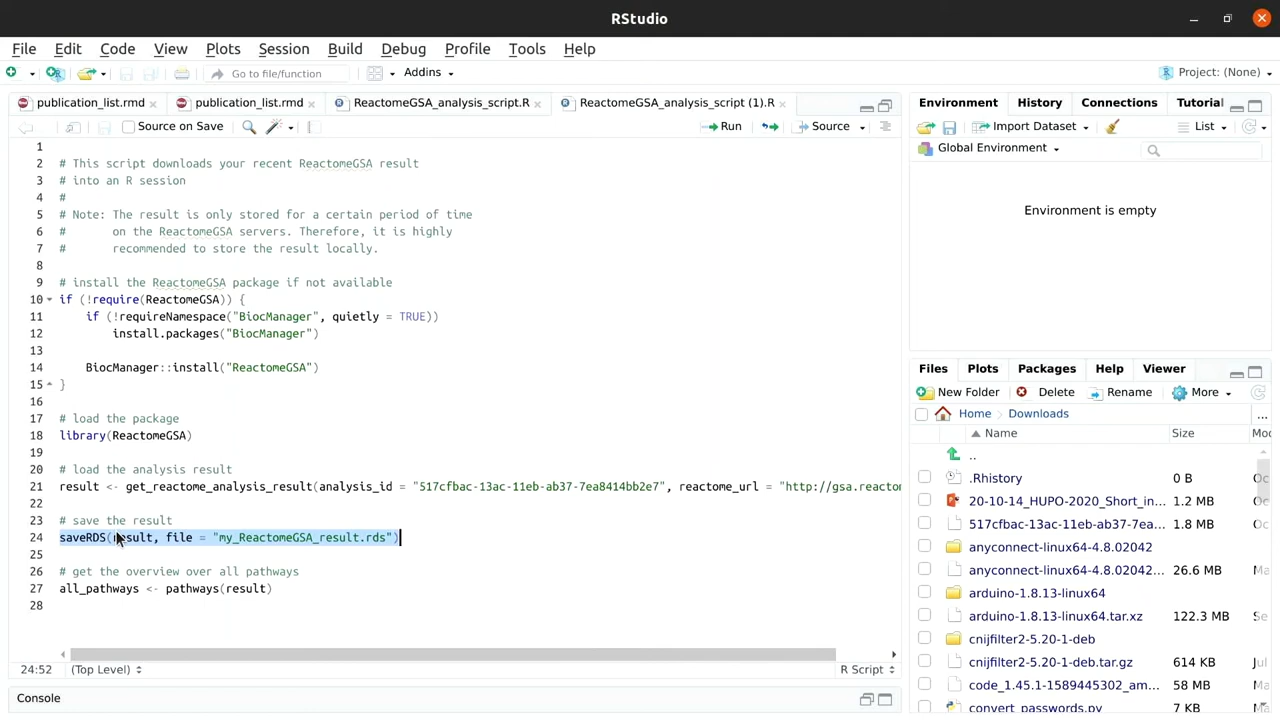 RStudio
File Edit Code View Plots Session Build Debug Profile Tools Help
Go to file/function Addins Project: (None)
publication_list.rmd publication_list.rmd ReactomeGSA_analysis_script.R ReactomeGSA_analysis_script (1).R
Source on Save Run Source
1
2 # This script downloads your recent ReactomeGSA result
3 # into an R session
4 #
5 # Note: The result is only stored for a certain period of time
6 # on the ReactomeGSA servers. Therefore, it is highly
7 # recommended to store the result locally.
8
9 # install the ReactomeGSA package if not available
10 if (!require(ReactomeGSA)) {
11 if (!requireNamespace("BiocManager", quietly = TRUE))
12 install.packages("BiocManager")
13
14 BiocManager::install("ReactomeGSA")
15 }
16
17 # load the package
18 library(ReactomeGSA)
19
20 # load the analysis result
21 result <- get_reactome_analysis_result(analysis_id = "517cfbac-13ac-11eb-ab37-7ea8414bb2e7", reactome_url = "http://gsa.reactom
22
23 # save the result
24 saveRDS(result, file = "my_ReactomeGSA_result.rds")
25
26 # get the overview over all pathways
27 all_pathways <- pathways(result)
28
24:52 (Top Level) R Script
Console
Environment History Connections Tutorial
Import Dataset List
Global Environment
Environment is empty
Files Plots Packages Help Viewer
New Folder Delete Rename More
Home Downloads ...
Name Size Mod
..
.Rhistory 0 B Oc
20-10-14_HUPO-2020_Short_in... 1.2 MB Oc
517cfbac-13ac-11eb-ab37-7ea... 1.8 MB Oc
anyconnect-linux64-4.8.02042
anyconnect-linux64-4.8.02042... 26.6 MB Ma
arduino-1.8.13-linux64
arduino-1.8.13-linux64.tar.xz 122.3 MB Se
cnijfilter2-5.20-1-deb
cnijfilter2-5.20-1-deb.tar.gz 614 KB Jul
code_1.45.1-1589445302_am... 58 MB Ma
convert_passwords.py 7 KB Ma